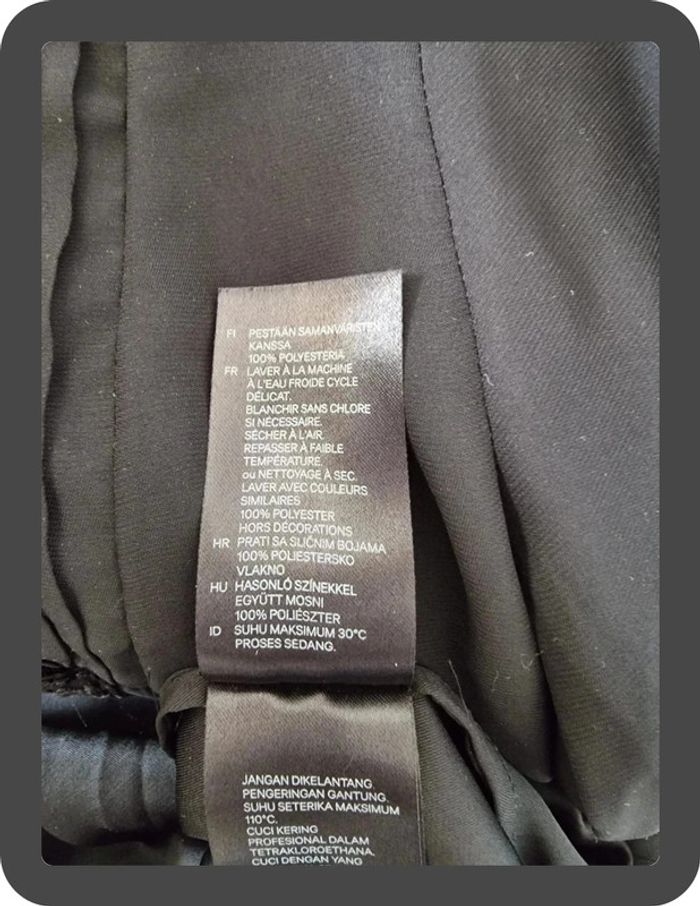 FI PESTÄÄN SAMANVÄRISTEN
KANSSA
100% POLYESTERIÄ
FR LAVER À LA MACHINE
À L'EAU FROIDE CYCLE
DÉLICAT.
BLANCHIR SANS CHLORE
SI NÉCESSAIRE.
SÉCHER À L'AIR
REPASSER À FAIBLE
TEMPÉRATURE.
ou NETTOYAGE À SEC.
LAVER AVEC COULEURS
SIMILAIRES
100% POLYESTER
HORS DÉCORATIONS
HR PRATI SA SLIČNIM BOJAMA
100% POLIESTERSKO
VLAKNO
HU HASONLÓ SZÍNEKKEL
EGYÜTT MOSNI
100% POLIÉSZTER
ID SUHU MAKSIMUM 30°C
PROSES SEDANG.
JANGAN DIKELANTANG.
PENGERINGAN GANTUNG.
SUHU SETERIKA MAKSIMUM
110°C.
CUCI KERING
PROFESIONAL DALAM
TETRAKLOROETHANA.
CUCI DENGAN YANG